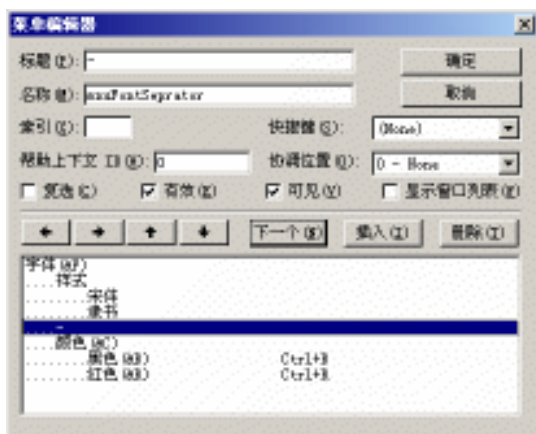 菜单编辑器
标题(P): -
确定
名称(M): mnuFontSeprator
取消
索引(X):
快捷键(S): (None)
帮助上下文 ID(H): 0
协调位置(O): 0 - None
复选(C) 有效(E) 可见(V) 显示窗口列表(W)
下一个(N) 插入(I) 删除(T)
字体(&F)
....样式
........宋体
........隶书
....-
....颜色(&C)
........黑色 Ctrl+B
........红色(&R) Ctrl+R